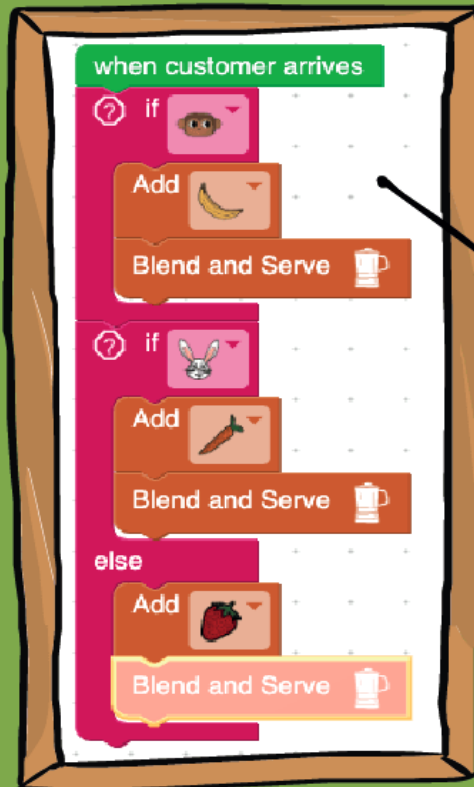 when customer arrives
? if
Add
Blend and Serve
? if
Add
Blend and Serve
else
Add
Blend and Serve